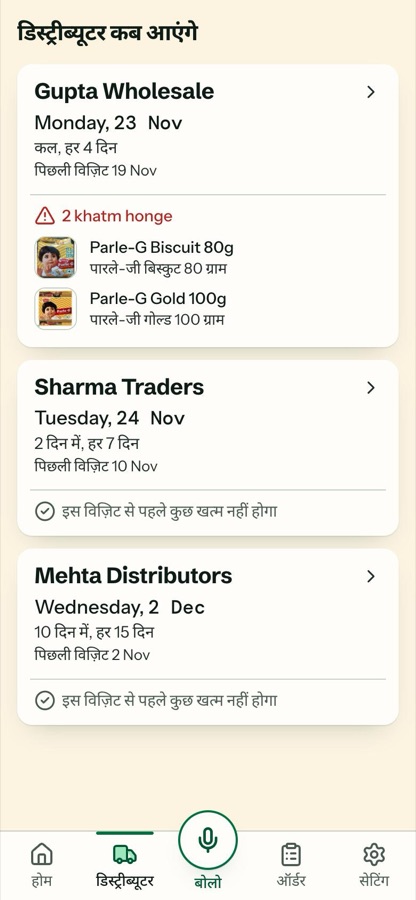 डिस्ट्रीब्यूटर कब आएंगे
Gupta Wholesale
Monday, 23 Nov
कल, हर 4 दिन
पिछली विज़िट 19 Nov
2 khatm honge
Parle-G Biscuit 80g
पारले-जी बिस्कुट 80 ग्राम
Parle-G Gold 100g
पारले-जी गोल्ड 100 ग्राम
Sharma Traders
Tuesday, 24 Nov
2 दिन में, हर 7 दिन
पिछली विज़िट 10 Nov
इस विज़िट से पहले कुछ खत्म नहीं होगा
Mehta Distributors
Wednesday, 2 Dec
10 दिन में, हर 15 दिन
पिछली विज़िट 2 Nov
इस विज़िट से पहले कुछ खत्म नहीं होगा
होम
डिस्ट्रीब्यूटर
बोलो
ऑर्डर
सेटिंग